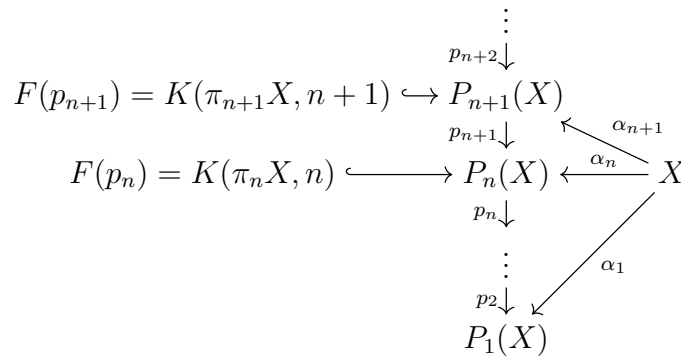 ⋮
p_{n+2}
F(p_{n+1}) = K(π_{n+1}X, n + 1) ↪ P_{n+1}(X)
p_{n+1} α_{n+1}
F(p_n) = K(π_nX, n) ↪ P_n(X) ← α_n X
p_n
⋮ α_1
p_2
P_1(X)